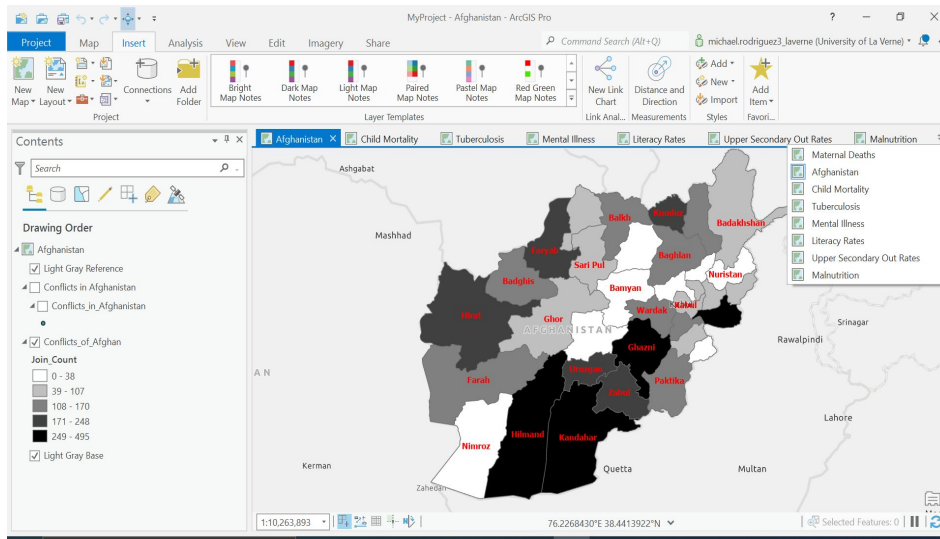 MyProject - Afghanistan - ArcGIS Pro
?
Project Map Insert Analysis View Edit Imagery Share
Command Search (Alt+Q)
michael.rodriguez3_laverne (University of La Verne)
New Map
New Layout
Connections
Add Folder
Project
Bright Map Notes
Dark Map Notes
Light Map Notes
Paired Map Notes
Pastel Map Notes
Red Green Map Notes
Layer Templates
New Link Chart
Link Anal...
Distance and Direction
Measurements
Add
New
Import
Styles
Add Item
Favori...
Contents
Search
Drawing Order
Afghanistan
Light Gray Reference
Conflicts in Afghanistan
Conflicts_in_Afghanistan
Conflicts_of_Afghan
Join_Count
0 - 38
39 - 107
108 - 170
171 - 248
249 - 495
Light Gray Base
Afghanistan Child Mortality Tuberculosis Mental Illness Literacy Rates Upper Secondary Out Rates Malnutrition
Maternal Deaths
Afghanistan
Child Mortality
Tuberculosis
Mental Illness
Literacy Rates
Upper Secondary Out Rates
Malnutrition
Ashgabat
Mashhad
Balkh
Badakhshan
Faryab
Sari Pul
Baghlan
Nuristan
Badghis
Bamyan
Kabul
Wardak
Hirat
Ghor
AFGHANISTAN
Srinagar
Rawalpindi
Ghazni
AN
Farah
Uruzgan
Zabul
Paktika
Lahore
Hilmand
Kandahar
Nimroz
Kerman
Quetta
Multan
Zahedan
1:10,263,893
76.2268430°E 38.4413922°N
Selected Features: 0